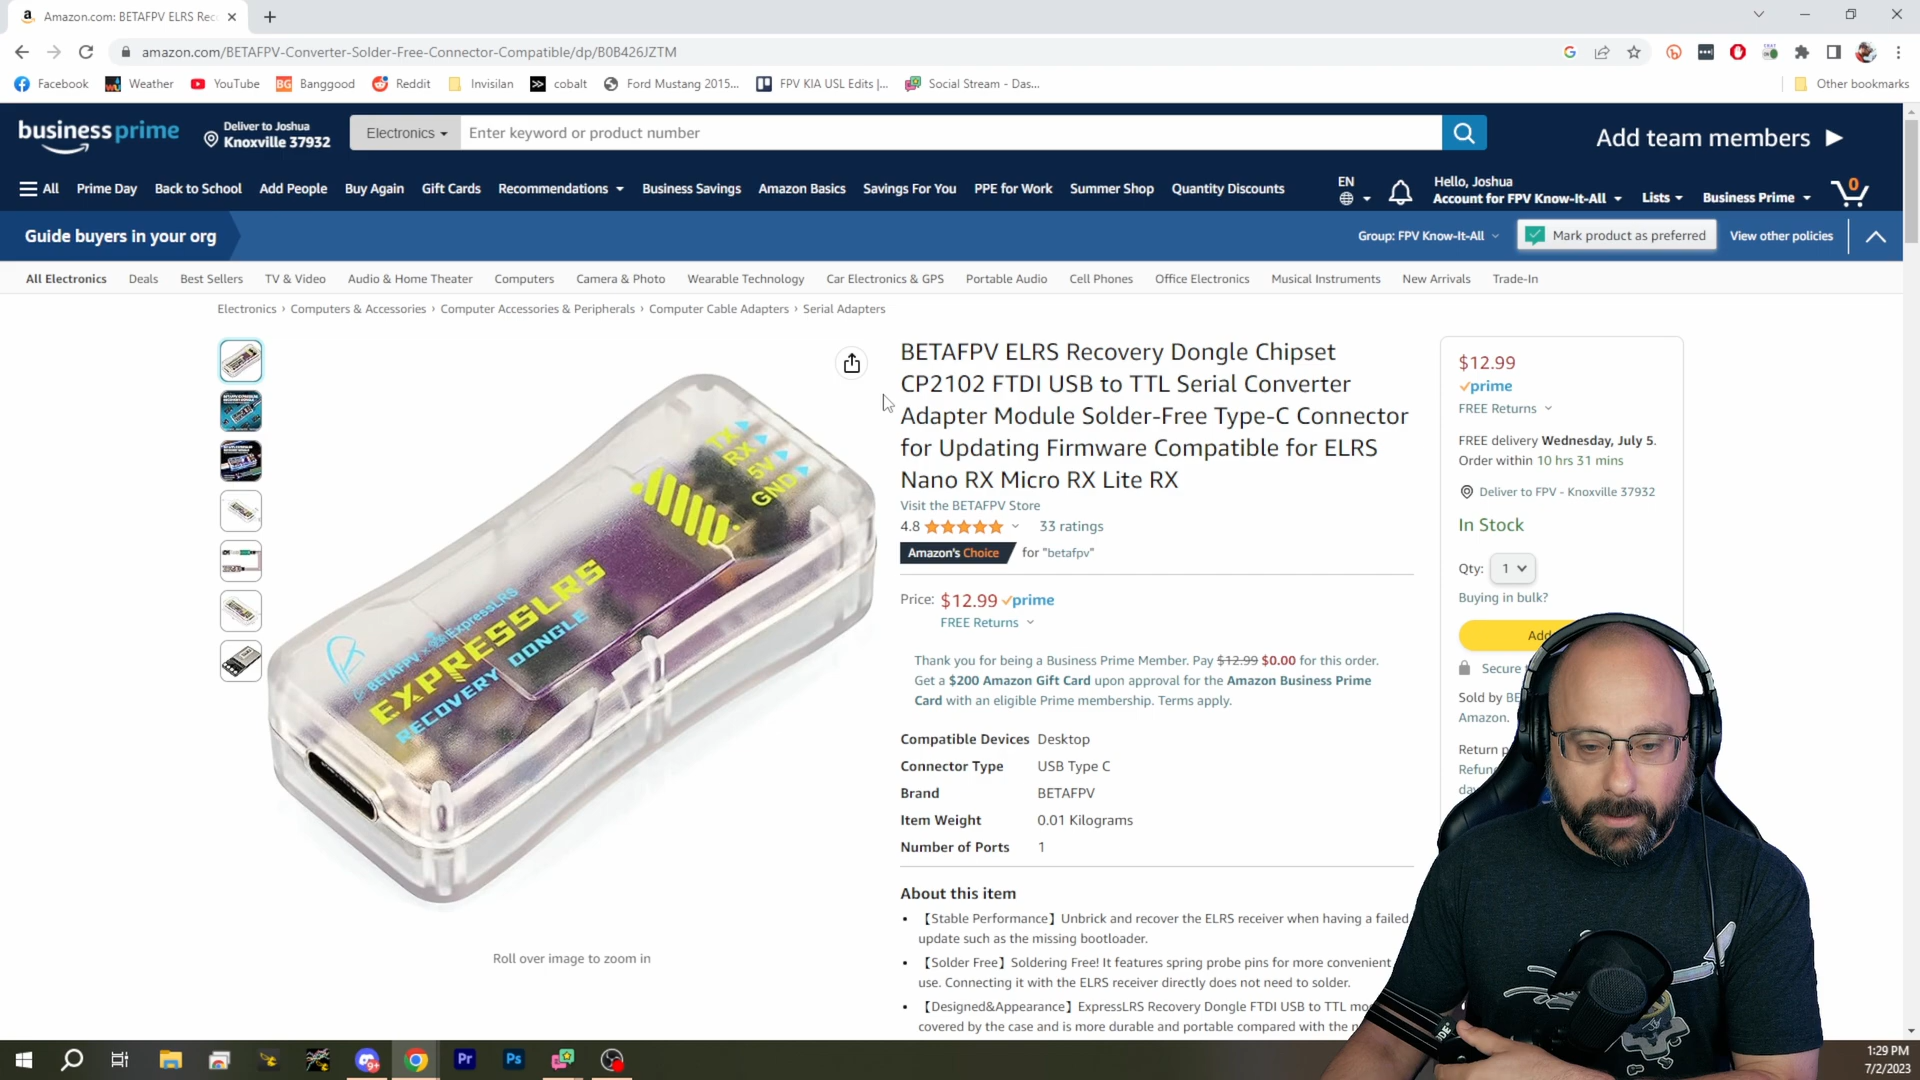 Amazon.com: BETAFPV ELRS Rec
amazon.com/BETAFPV-Converter-Solder-Free-Connector-Compatible/dp/B0B426JZTM
Facebook Weather YouTube BG Banggood Reddit Invisilan cobalt Ford Mustang 2015... FPV KIA USL Edits |... Social Stream - Das... Other bookmarks
business prime
Deliver to Joshua
Knoxville 37932
Electronics
Enter keyword or product number
Add team members
All Prime Day Back to School Add People Buy Again Gift Cards Recommendations Business Savings Amazon Basics Savings For You PPE for Work Summer Shop Quantity Discounts
EN
Hello, Joshua
Account for FPV Know-It-All
Lists
Business Prime
0
Guide buyers in your org
Group: FPV Know-It-All
Mark product as preferred
View other policies
All Electronics Deals Best Sellers TV & Video Audio & Home Theater Computers Camera & Photo Wearable Technology Car Electronics & GPS Portable Audio Cell Phones Office Electronics Musical Instruments New Arrivals Trade-In
Electronics › Computers & Accessories › Computer Accessories & Peripherals › Computer Cable Adapters › Serial Adapters
TX
RX
5V
GND
BETAFPV x ExpressLRS
EXPRESSLRS
RECOVERY DONGLE
Roll over image to zoom in
BETAFPV ELRS Recovery Dongle Chipset
CP2102 FTDI USB to TTL Serial Converter
Adapter Module Solder-Free Type-C Connector
for Updating Firmware Compatible for ELRS
Nano RX Micro RX Lite RX
Visit the BETAFPV Store
4.8 33 ratings
Amazon's Choice for "betafpv"
Price: $12.99 prime
FREE Returns
Thank you for being a Business Prime Member. Pay $12.99 $0.00 for this order.
Get a $200 Amazon Gift Card upon approval for the Amazon Business Prime
Card with an eligible Prime membership. Terms apply.
Compatible Devices Desktop
Connector Type USB Type C
Brand BETAFPV
Item Weight 0.01 Kilograms
Number of Ports 1
About this item
• 【Stable Performance】Unbrick and recover the ELRS receiver when having a failed
update such as the missing bootloader.
• 【Solder Free】Soldering Free! It features spring probe pins for more convenient
use. Connecting it with the ELRS receiver directly does not need to solder.
• 【Designed&Appearance】ExpressLRS Recovery Dongle FTDI USB to TTL mo
covered by the case and is more durable and portable compared with the
$12.99
prime
FREE Returns
FREE delivery Wednesday, July 5.
Order within 10 hrs 31 mins
Deliver to FPV - Knoxville 37932
In Stock
Qty: 1
Buying in bulk?
Add
Secure
Sold by BE
Amazon.
Return p
Refun
da
Pr
Ps
1:29 PM
7/2/2023